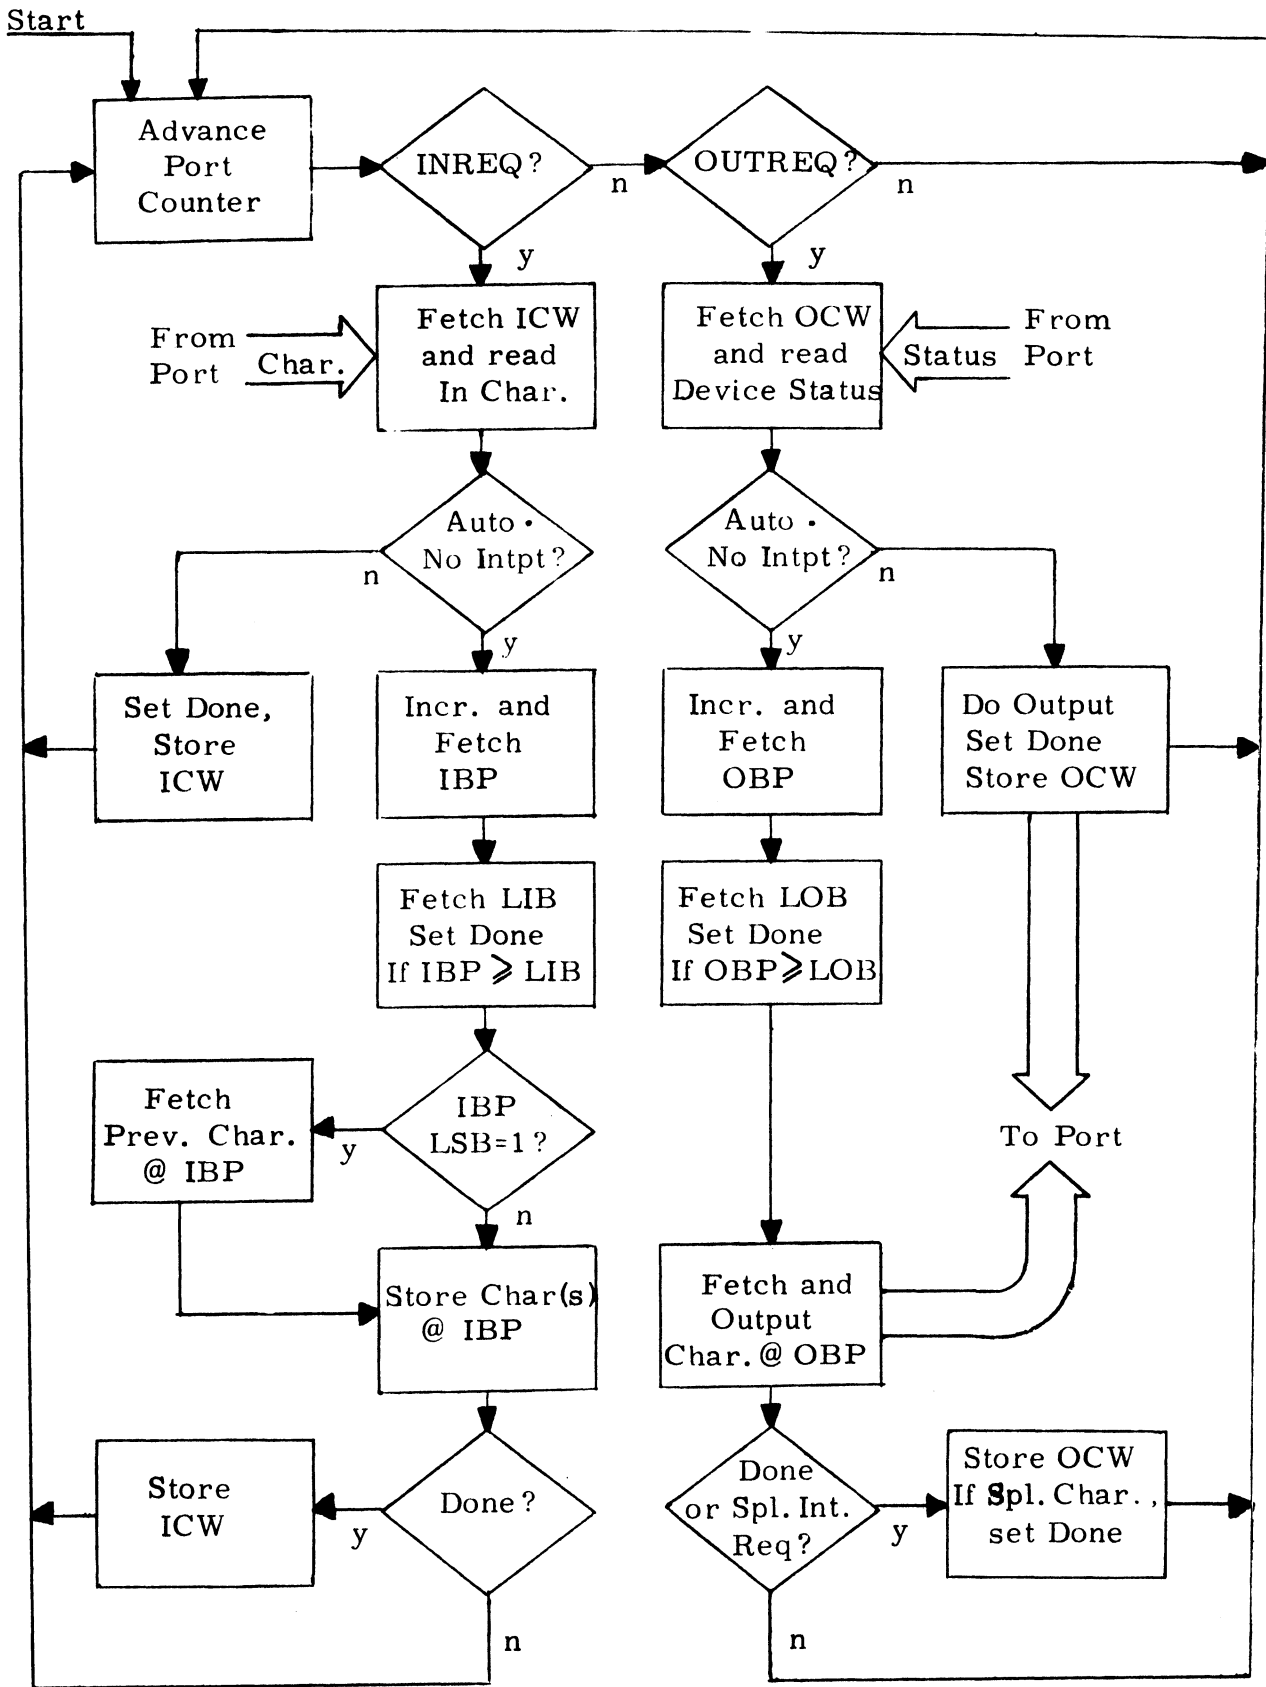 Start
Advance
Port
Counter
INREQ?
n
OUTREQ?
n
y
y
From
Port
Char.
Fetch ICW
and read
In Char.
Fetch OCW
and read
Device Status
Status
From
Port
Auto ·
No Intpt?
n
y
Auto ·
No Intpt?
n
y
Set Done,
Store
ICW
Incr. and
Fetch
IBP
Incr. and
Fetch
OBP
Do Output
Set Done
Store OCW
Fetch LIB
Set Done
If IBP ⩾ LIB
Fetch LOB
Set Done
If OBP ⩾ LOB
Fetch
Prev. Char.
@ IBP
y
IBP
LSB=1?
n
To Port
Store Char(s)
@ IBP
Fetch and
Output
Char. @ OBP
Store
ICW
y
Done?
n
Done
or Spl. Int.
Req?
y
n
Store OCW
If Spl. Char.,
set Done